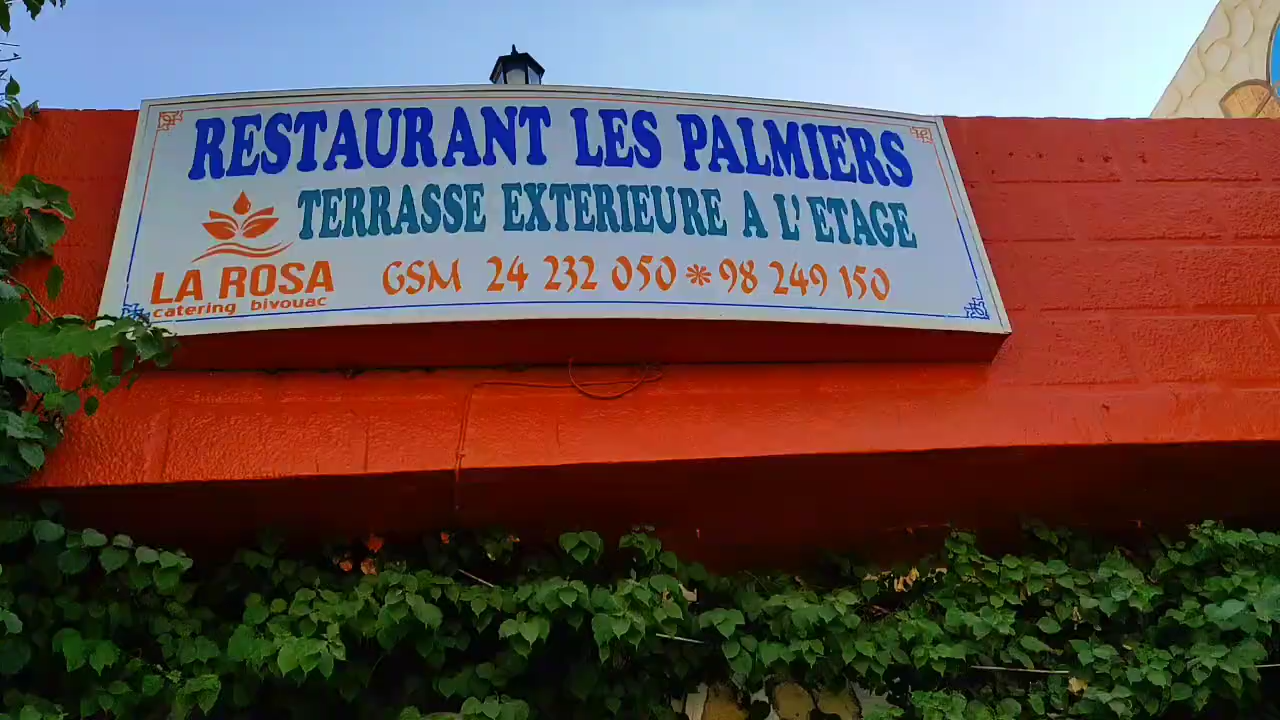 RESTAURANT LES PALMIERS
TERRASSE EXTERIEURE A L'ETAGE
LA ROSA
catering bivouac
GSM 24 232 050 * 98 249 150